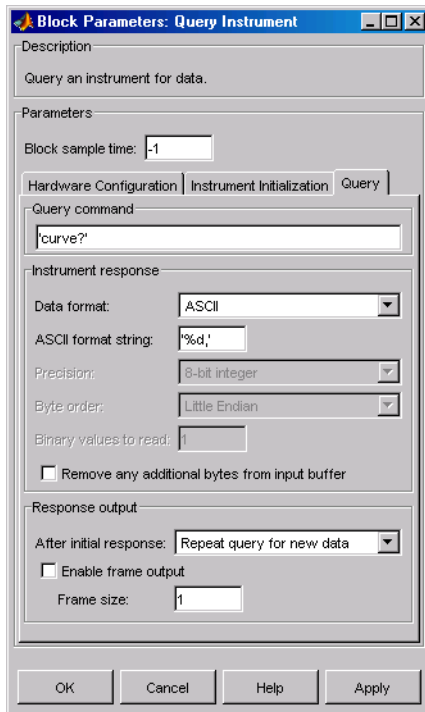 Block Parameters: Query Instrument
Description
Query an instrument for data.
Parameters
Block sample time: -1
Hardware Configuration Instrument Initialization Query
Query command
'curve?'
Instrument response
Data format: ASCII
ASCII format string: '%d,'
Precision: 8-bit integer
Byte order: Little Endian
Binary values to read: 1
Remove any additional bytes from input buffer
Response output
After initial response: Repeat query for new data
Enable frame output
Frame size: 1
OK Cancel Help Apply